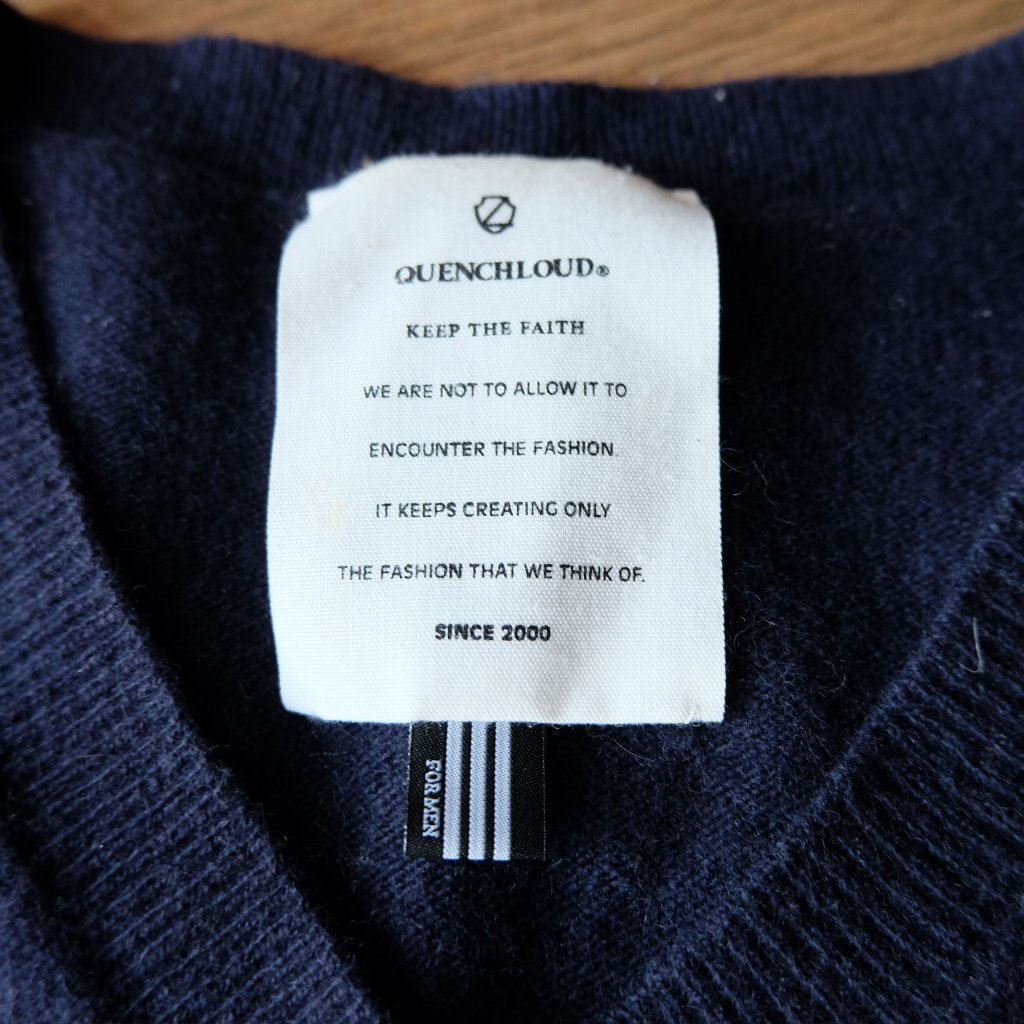 QUENCHLOUD®
KEEP THE FAITH
WE ARE NOT TO ALLOW IT TO
ENCOUNTER THE FASHION.
IT KEEPS CREATING ONLY
THE FASHION THAT WE THINK OF.
SINCE 2000
FOR MEN